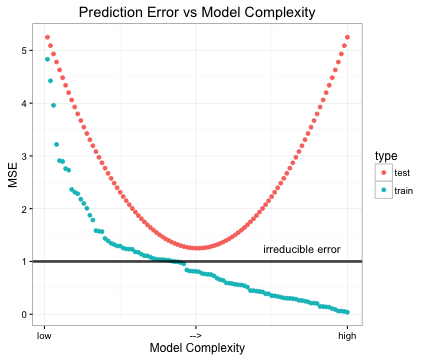 Prediction Error vs Model Complexity
MSE
5
4
3
2
1
0
irreducible error
low
-->
high
Model Complexity
type
test
train